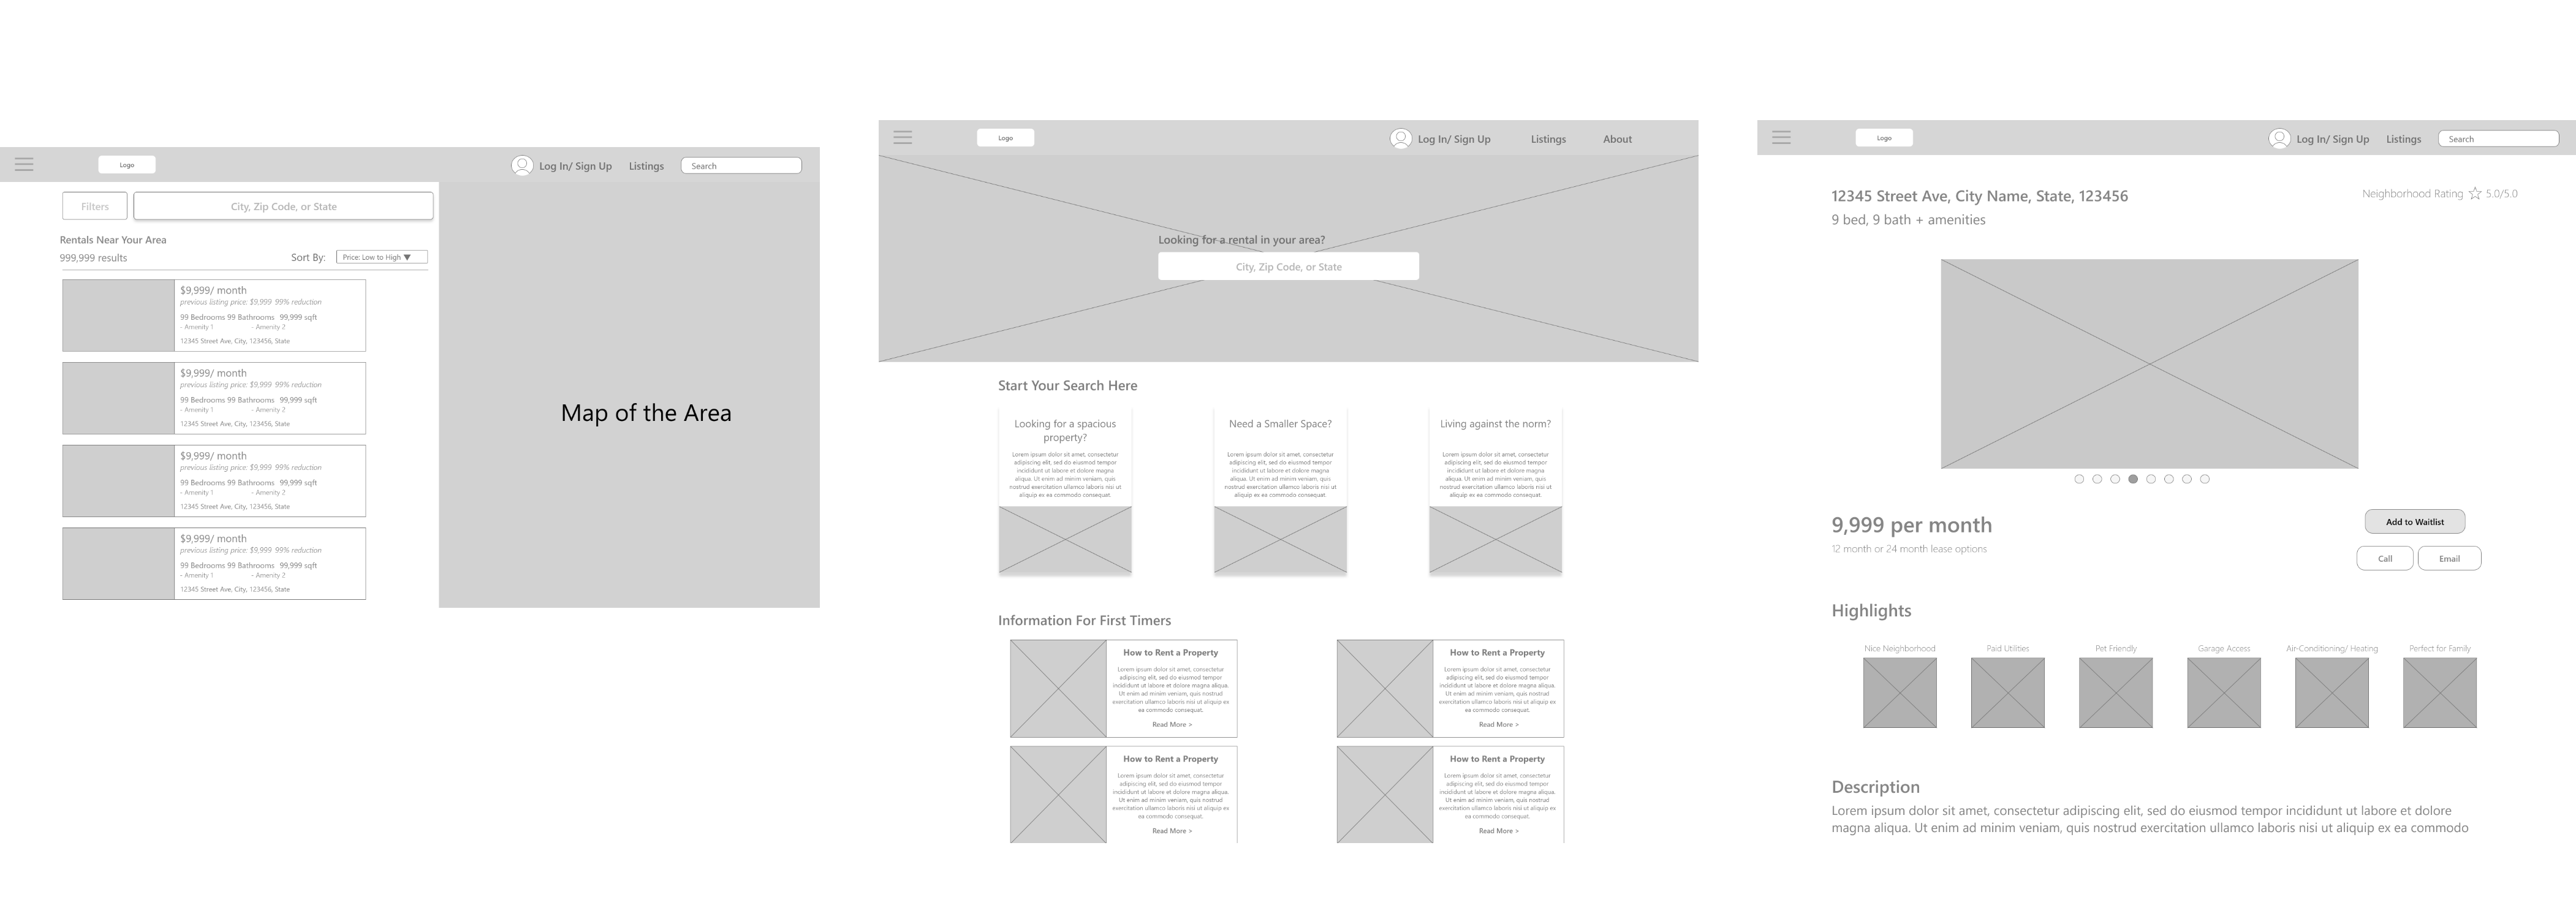 Logo
Log In/ Sign Up
Listings
Search
Filters
City, Zip Code, or State
Rentals Near Your Area
999,999 results
Sort By:
Price: Low to High ▼
$9,999/ month
previous listing price: $9,999 99% reduction
99 Bedrooms 99 Bathrooms 99,999 sqft
- Amenity 1 - Amenity 2
12345 Street Ave, City, 123456, State
$9,999/ month
previous listing price: $9,999 99% reduction
99 Bedrooms 99 Bathrooms 99,999 sqft
- Amenity 1 - Amenity 2
12345 Street Ave, City, 123456, State
$9,999/ month
previous listing price: $9,999 99% reduction
99 Bedrooms 99 Bathrooms 99,999 sqft
- Amenity 1 - Amenity 2
12345 Street Ave, City, 123456, State
$9,999/ month
previous listing price: $9,999 99% reduction
99 Bedrooms 99 Bathrooms 99,999 sqft
- Amenity 1 - Amenity 2
12345 Street Ave, City, 123456, State
Map of the Area
Logo
Log In/ Sign Up
Listings
About
Looking for a rental in your area?
City, Zip Code, or State
Start Your Search Here
Looking for a spacious
property?
Lorem ipsum dolor sit amet, consectetur
adipiscing elit, sed do eiusmod tempor
incididunt ut labore et dolore magna
aliqua. Ut enim ad minim veniam, quis
nostrud exercitation ullamco laboris nisi ut
aliquip ex ea commodo consequat.
Need a Smaller Space?
Lorem ipsum dolor sit amet, consectetur
adipiscing elit, sed do eiusmod tempor
incididunt ut labore et dolore magna
aliqua. Ut enim ad minim veniam, quis
nostrud exercitation ullamco laboris nisi ut
aliquip ex ea commodo consequat.
Living against the norm?
Lorem ipsum dolor sit amet, consectetur
adipiscing elit, sed do eiusmod tempor
incididunt ut labore et dolore magna
aliqua. Ut enim ad minim veniam, quis
nostrud exercitation ullamco laboris nisi ut
aliquip ex ea commodo consequat.
Information For First Timers
How to Rent a Property
Lorem ipsum dolor sit amet, consectetur
adipiscing elit, sed do eiusmod tempor
incididunt ut labore et dolore magna aliqua.
Ut enim ad minim veniam, quis nostrud
exercitation ullamco laboris nisi ut aliquip ex
ea commodo consequat.
Read More >
How to Rent a Property
Lorem ipsum dolor sit amet, consectetur
adipiscing elit, sed do eiusmod tempor
incididunt ut labore et dolore magna aliqua.
Ut enim ad minim veniam, quis nostrud
exercitation ullamco laboris nisi ut aliquip ex
ea commodo consequat.
Read More >
How to Rent a Property
Lorem ipsum dolor sit amet, consectetur
adipiscing elit, sed do eiusmod tempor
incididunt ut labore et dolore magna aliqua.
Ut enim ad minim veniam, quis nostrud
exercitation ullamco laboris nisi ut aliquip ex
ea commodo consequat.
Read More >
How to Rent a Property
Lorem ipsum dolor sit amet, consectetur
adipiscing elit, sed do eiusmod tempor
incididunt ut labore et dolore magna aliqua.
Ut enim ad minim veniam, quis nostrud
exercitation ullamco laboris nisi ut aliquip ex
ea commodo consequat.
Read More >
Logo
Log In/ Sign Up
Listings
Search
12345 Street Ave, City Name, State, 123456
9 bed, 9 bath + amenities
Neighborhood Rating ☆ 5.0/5.0
9,999 per month
12 month or 24 month lease options
Add to Waitlist
Call
Email
Highlights
Nice Neighborhood
Paid Utilities
Pet Friendly
Garage Access
Air-Conditioning/ Heating
Perfect for Family
Description
Lorem ipsum dolor sit amet, consectetur adipiscing elit, sed do eiusmod tempor incididunt ut labore et dolore
magna aliqua. Ut enim ad minim veniam, quis nostrud exercitation ullamco laboris nisi ut aliquip ex ea commodo